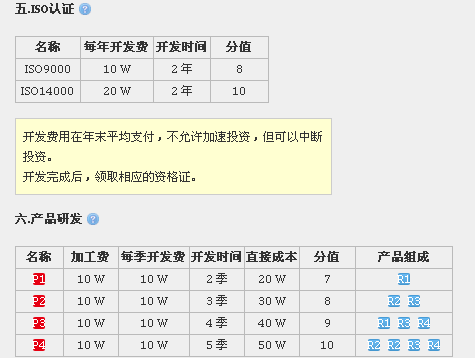 五.ISO认证 ?
名称 每年开发费 开发时间 分值
ISO9000 10 W 2 年 8
ISO14000 20 W 2 年 10
开发费用在年末平均支付，不允许加速投资，但可以中断
投资。
开发完成后，领取相应的资格证。
六.产品研发 ?
名称 加工费 每季开发费 开发时间 直接成本 分值 产品组成
P1 10 W 10 W 2 季 20 W 7 R1
P2 10 W 10 W 3 季 30 W 8 R2 R3
P3 10 W 10 W 4 季 40 W 9 R1 R3 R4
P4 10 W 10 W 5 季 50 W 10 R2 R2 R3 R4